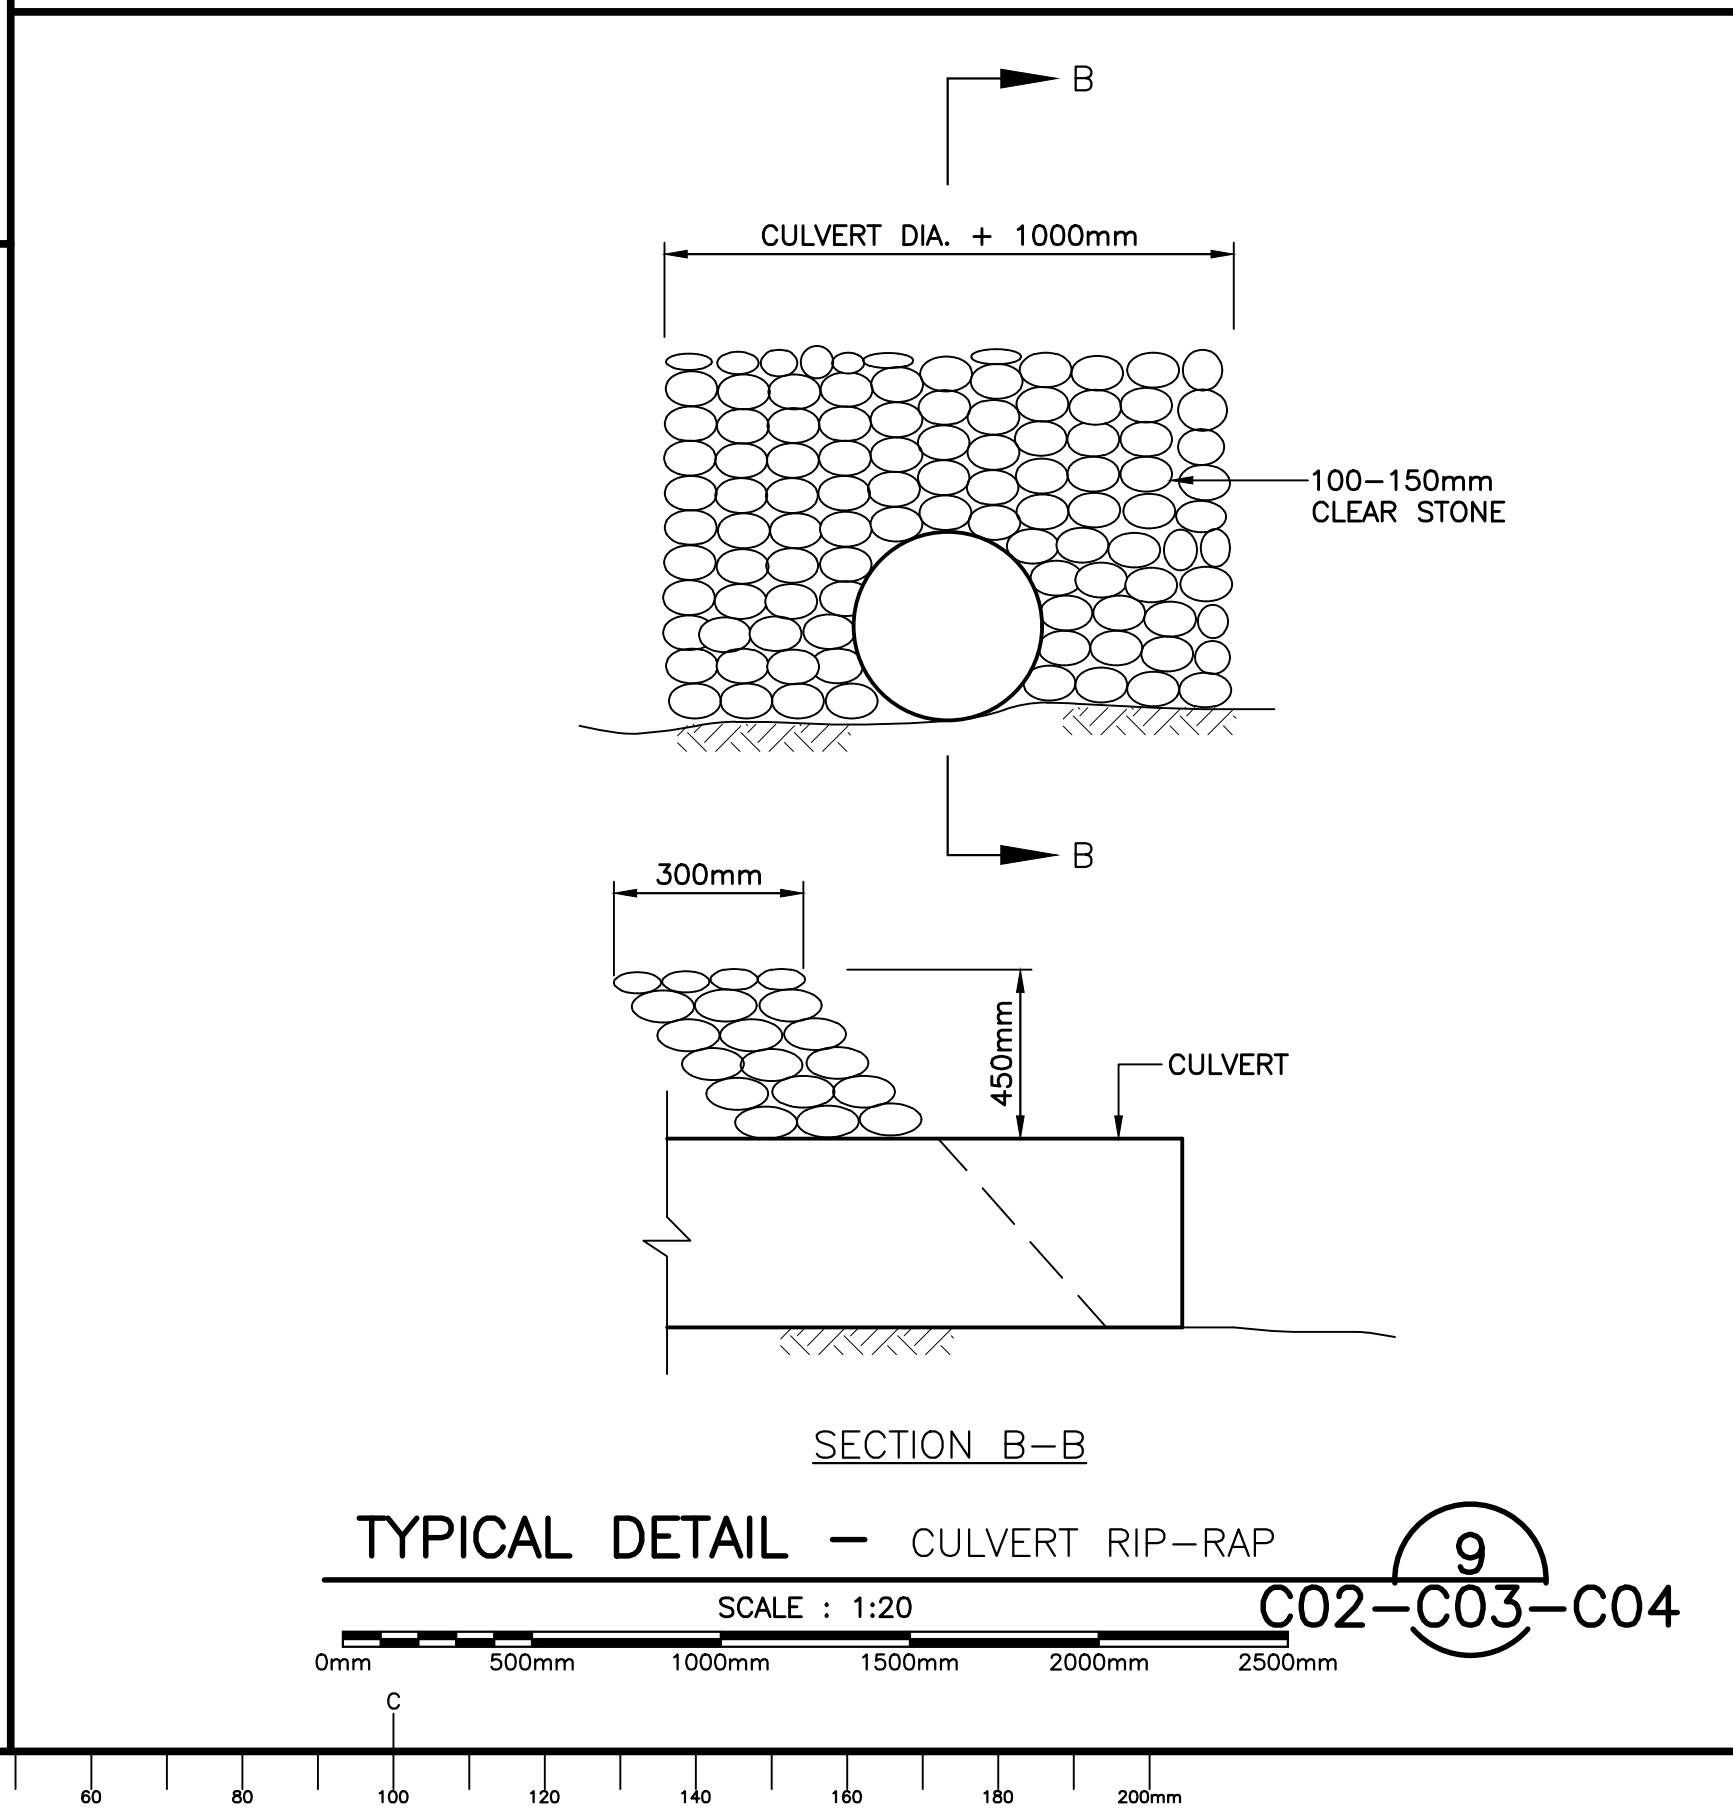 B
CULVERT DIA. + 1000mm
100-150mm
CLEAR STONE
B
300mm
450mm
CULVERT
SECTION B-B
TYPICAL DETAIL - CULVERT RIP-RAP
9
C02-C03-C04
SCALE : 1:20
0mm 500mm 1000mm 1500mm 2000mm 2500mm
C
60 80 100 120 140 160 180 200mm